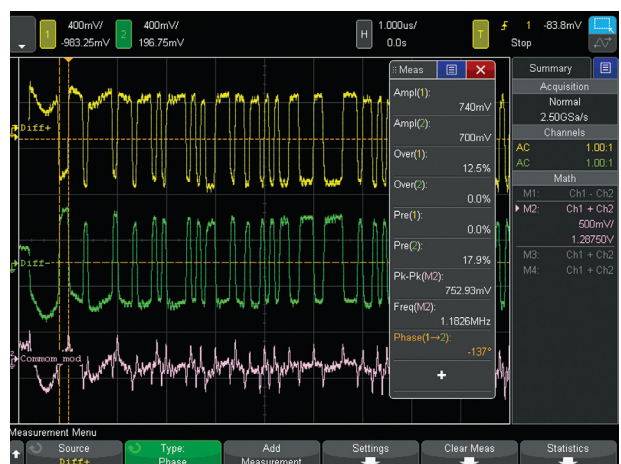 1 400mV/ 2 400mV/ H 1.000us/ T 1 -83.8mV
-983.25mV 196.75mV 0.0s Stop
Meas
Ampl(1):
740mV
Ampl(2):
700mV
Over(1):
12.5%
Over(2):
0.0%
Pre(1):
0.0%
Pre(2):
17.9%
Pk-Pk(M2):
752.93mV
Freq(M2):
1.1826MHz
Phase(1→2):
-137°
+
Summary
Acquisition
Normal
2.50GSa/s
Channels
AC 1.00:1
AC 1.00:1
Math
M1: Ch1 - Ch2
M2: Ch1 + Ch2
500mV/
1.28750V
M3: Ch1 + Ch2
M4: Ch1 + Ch2
Diff+
Diff-
Commom mod
Measurement Menu
Source
Diff+
Type:
Phase
Add
Measurement
Settings
Clear Meas
Statistics